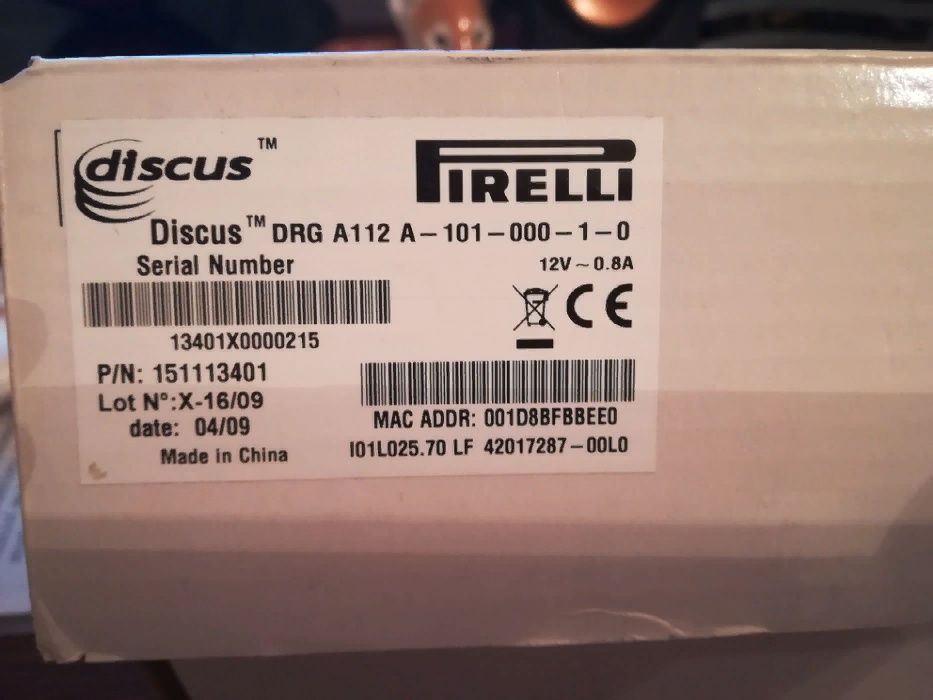 discus™
PIRELLI
Discus™ DRG A112 A-101-000-1-0
Serial Number
12V ~ 0.8A
CE
13401X0000215
P/N: 151113401
Lot N°:X-16/09
MAC ADDR: 001D8BFBBEE0
date: 04/09
I01L025.70 LF 42017287-00L0
Made in China